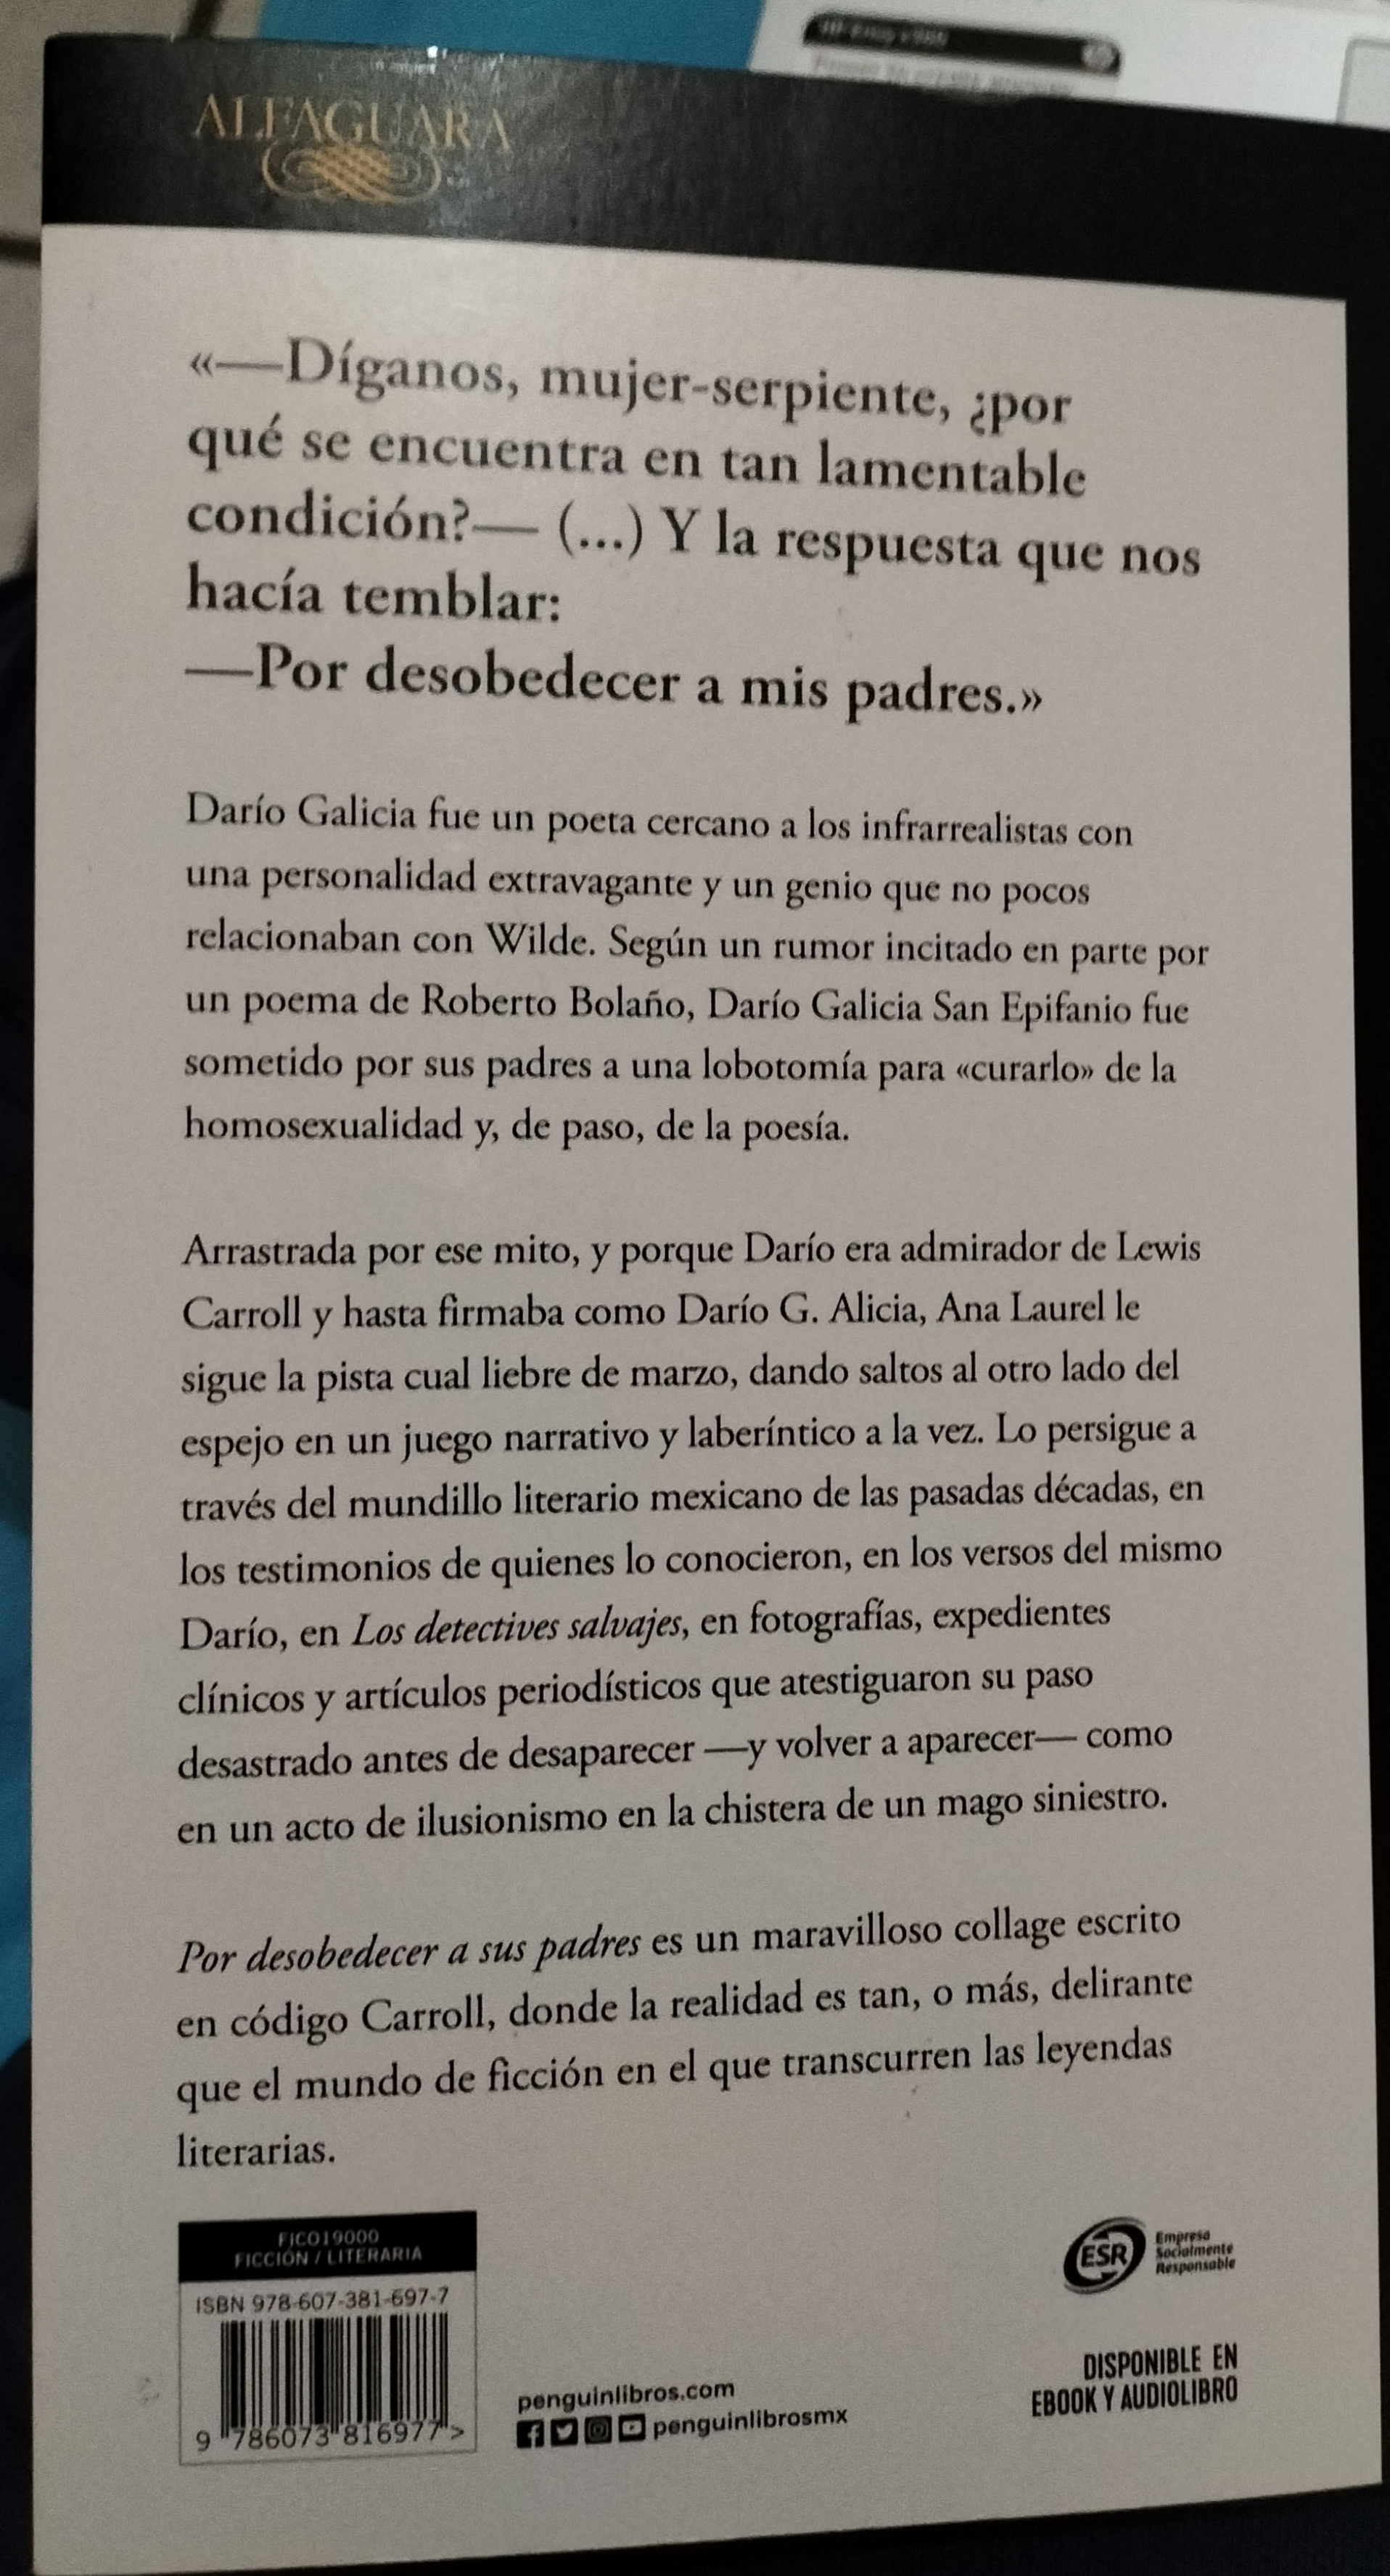 ALFAGUARA
«—Díganos, mujer-serpiente, ¿por
qué se encuentra en tan lamentable
condición?— (...) Y la respuesta que nos
hacía temblar:
—Por desobedecer a mis padres.»
Darío Galicia fue un poeta cercano a los infrarrealistas con
una personalidad extravagante y un genio que no pocos
relacionaban con Wilde. Según un rumor incitado en parte por
un poema de Roberto Bolaño, Darío Galicia San Epifanio fue
sometido por sus padres a una lobotomía para «curarlo» de la
homosexualidad y, de paso, de la poesía.
Arrastrada por ese mito, y porque Darío era admirador de Lewis
Carroll y hasta firmaba como Darío G. Alicia, Ana Laurel le
sigue la pista cual liebre de marzo, dando saltos al otro lado del
espejo en un juego narrativo y laberíntico a la vez. Lo persigue a
través del mundillo literario mexicano de las pasadas décadas, en
los testimonios de quienes lo conocieron, en los versos del mismo
Darío, en Los detectives salvajes, en fotografías, expedientes
clínicos y artículos periodísticos que atestiguaron su paso
desastrado antes de desaparecer —y volver a aparecer— como
en un acto de ilusionismo en la chistera de un mago siniestro.
Por desobedecer a sus padres es un maravilloso collage escrito
en código Carroll, donde la realidad es tan, o más, delirante
que el mundo de ficción en el que transcurren las leyendas
literarias.
FIC019000
FICCIÓN / LITERARIA
ISBN 978-607-381-697-7
9 786073 816977 >
penguinlibros.com
penguinlibrosmx
ESR
Empresa
Socialmente
Responsable
DISPONIBLE EN
EBOOK Y AUDIOLIBRO